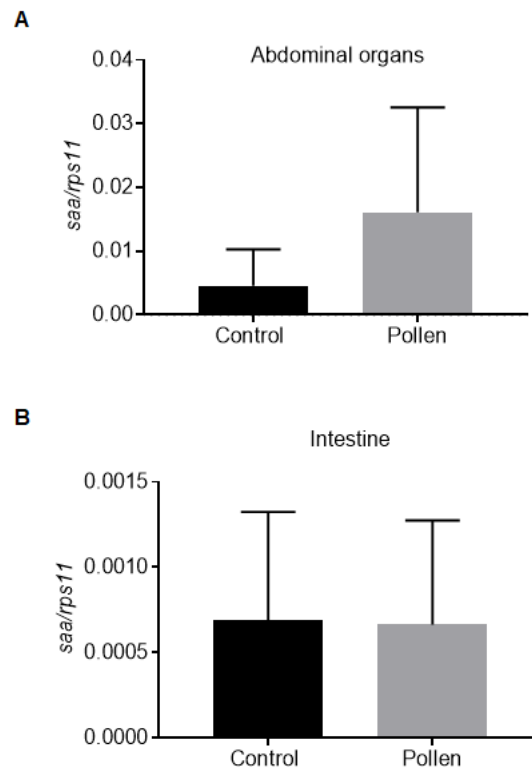 A
Abdominal organs
saa/rps11
0.04
0.03
0.02
0.01
0.00
Control Pollen
B
Intestine
saa/rps11
0.0015
0.0010
0.0005
0.0000
Control Pollen